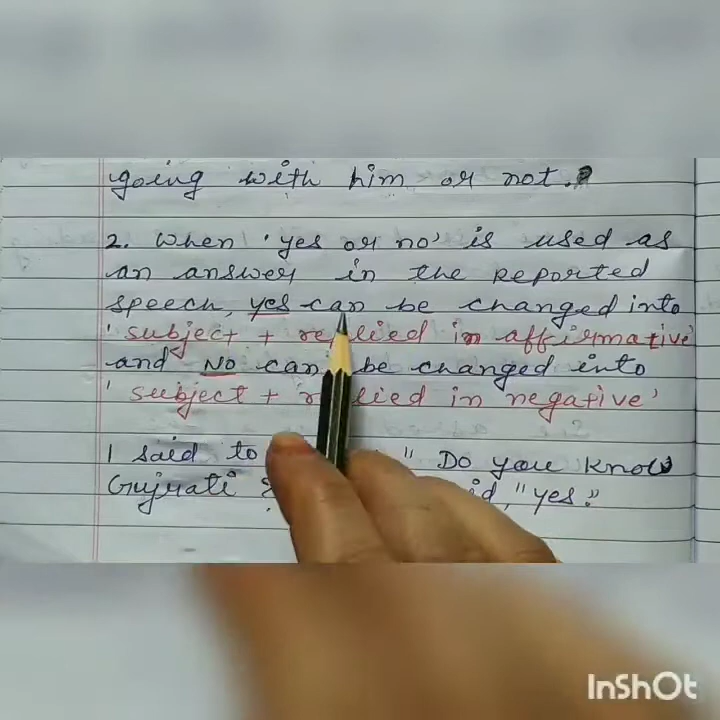 going with him or not.
2. When 'yes or no' is used as
an answer in the reported
speech, yes can be changed into
'subject + replied in affirmative'
and No can be changed into
'subject + replied in negative'
I said to " Do you know
Gujrati "yes."
InShOt